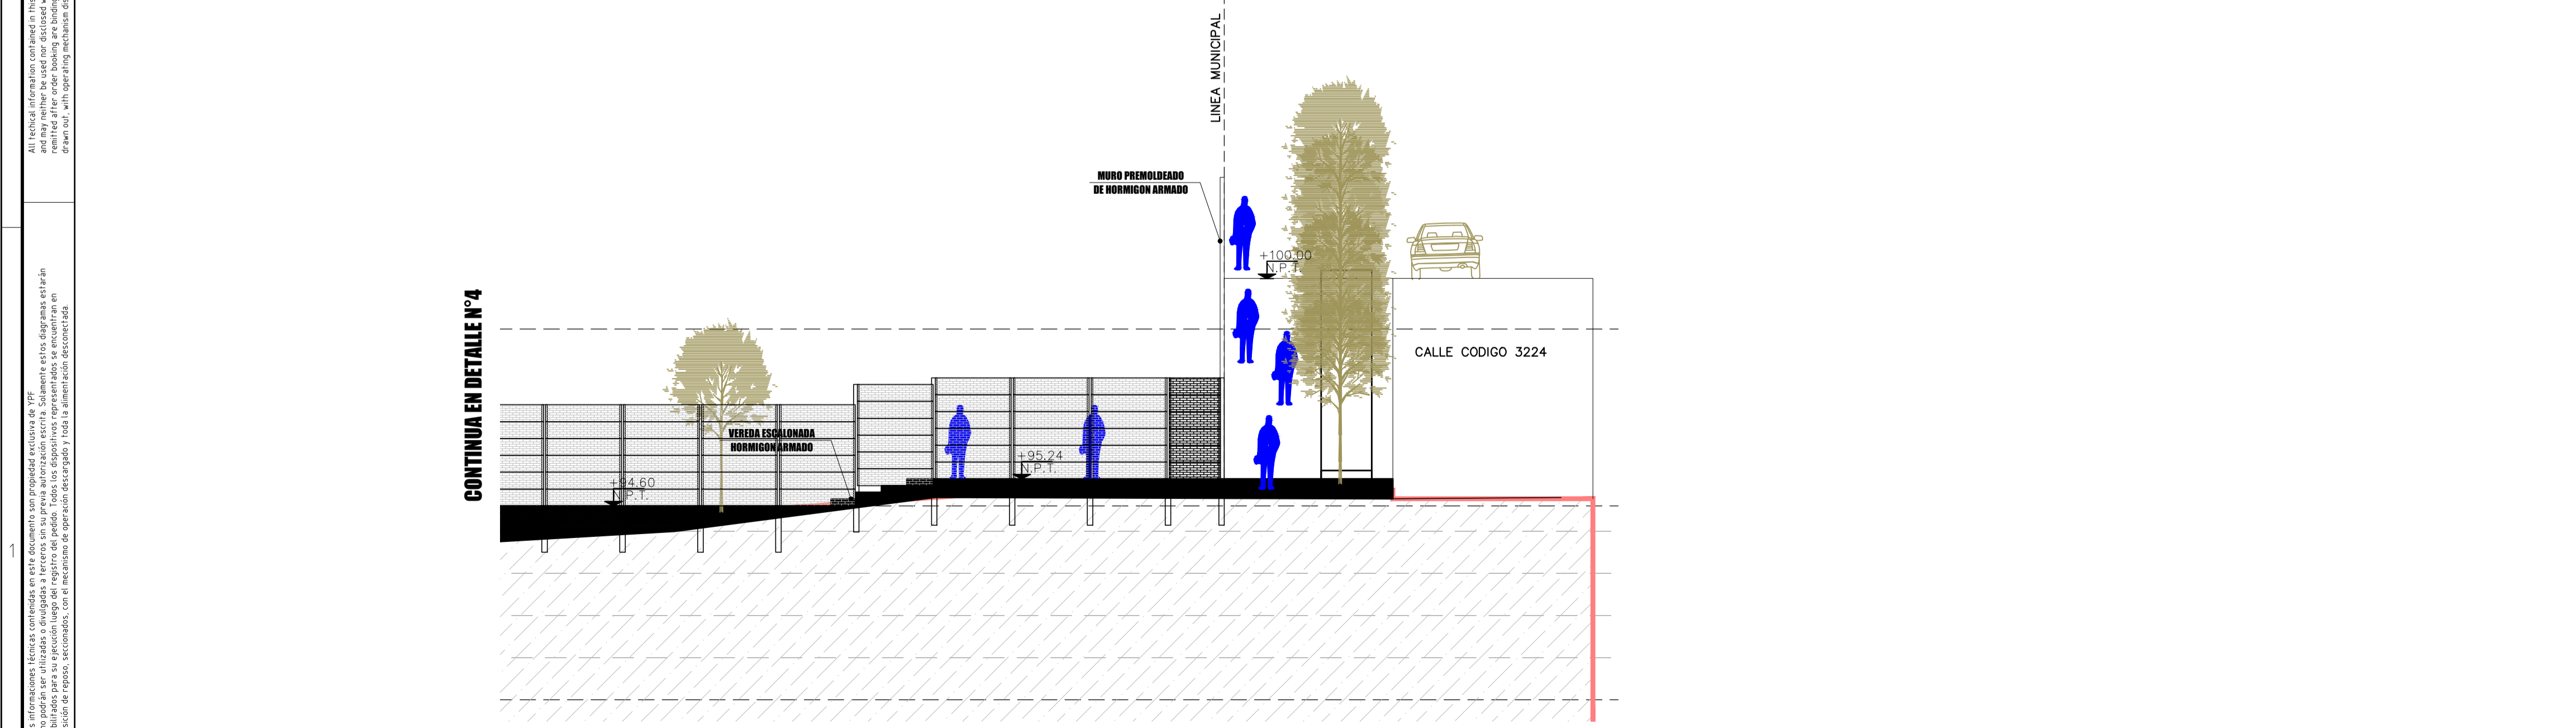 All techical information contained in this
and may neither be used nor disclosed w
remitted after order booking are binding
drawn out, with operating mechanism dis
s informaciones técnicas contenidas en este documento son propiedad exclusiva de YPF
no podrán ser utilizadas o divulgadas a terceros sin su previa autorización escrita. Solamente estos diagramas estarán
bilitados para su ejecución luego del registro del pedido. Todos los dispositivos representados se encuentran en
sición de reposo, seccionados, con el mecanismo de operación descargado y toda la alimentación desconectada.
1
CONTINUA EN DETALLE N°4
LINEA MUNICIPAL
MURO PREMOLDEADO
DE HORMIGON ARMADO
+100.00
N.P.T.
CALLE CODIGO 3224
VEREDA ESCALONADA
HORMIGON ARMADO
+95.24
N.P.T.
+94.60
N.P.T.